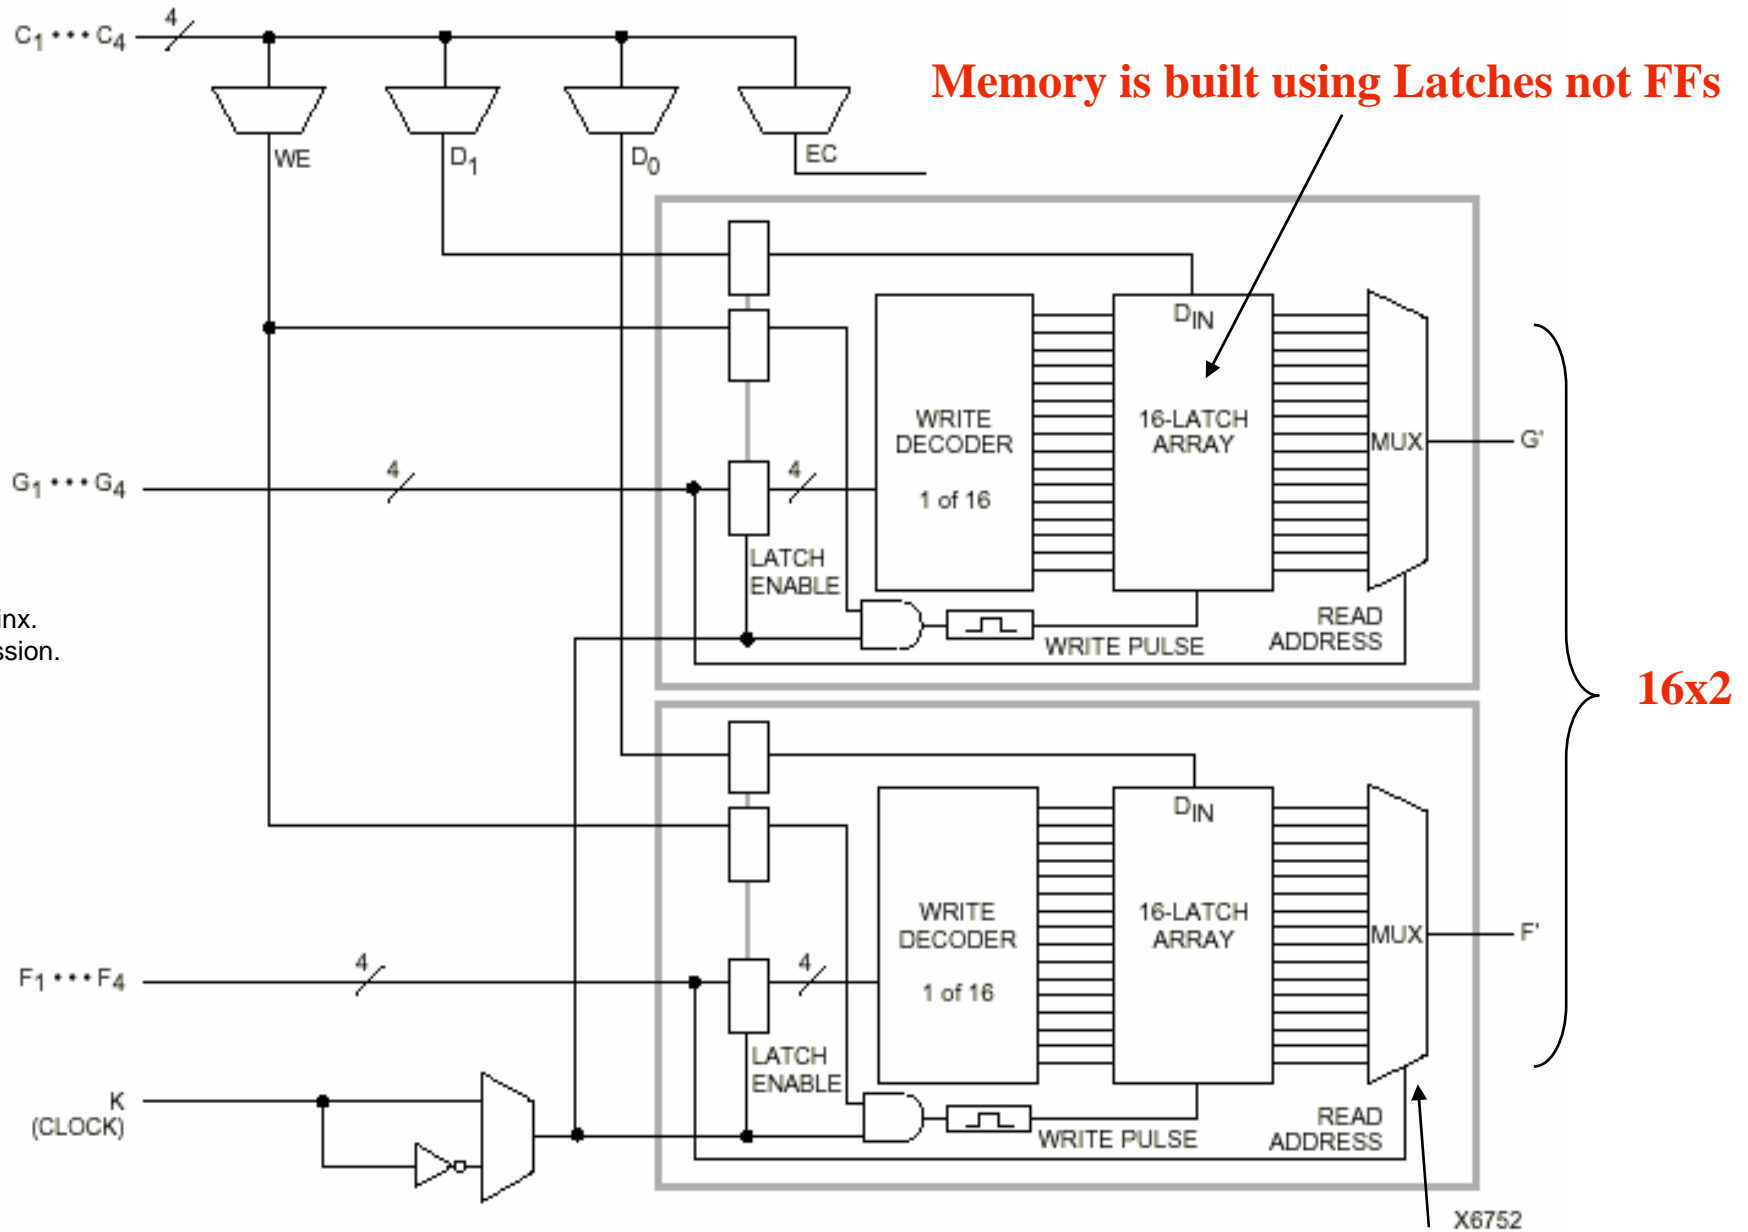 C1 • • • C4
4
Memory is built using Latches not FFs
WE
D1
D0
EC
DIN
WRITE
DECODER
1 of 16
16-LATCH
ARRAY
MUX
G'
G1 • • • G4
4
4
LATCH
ENABLE
WRITE PULSE
READ
ADDRESS
inx.
ssion.
16x2
DIN
WRITE
DECODER
1 of 16
16-LATCH
ARRAY
MUX
F'
F1 • • • F4
4
4
LATCH
ENABLE
WRITE PULSE
READ
ADDRESS
K
(CLOCK)
X6752